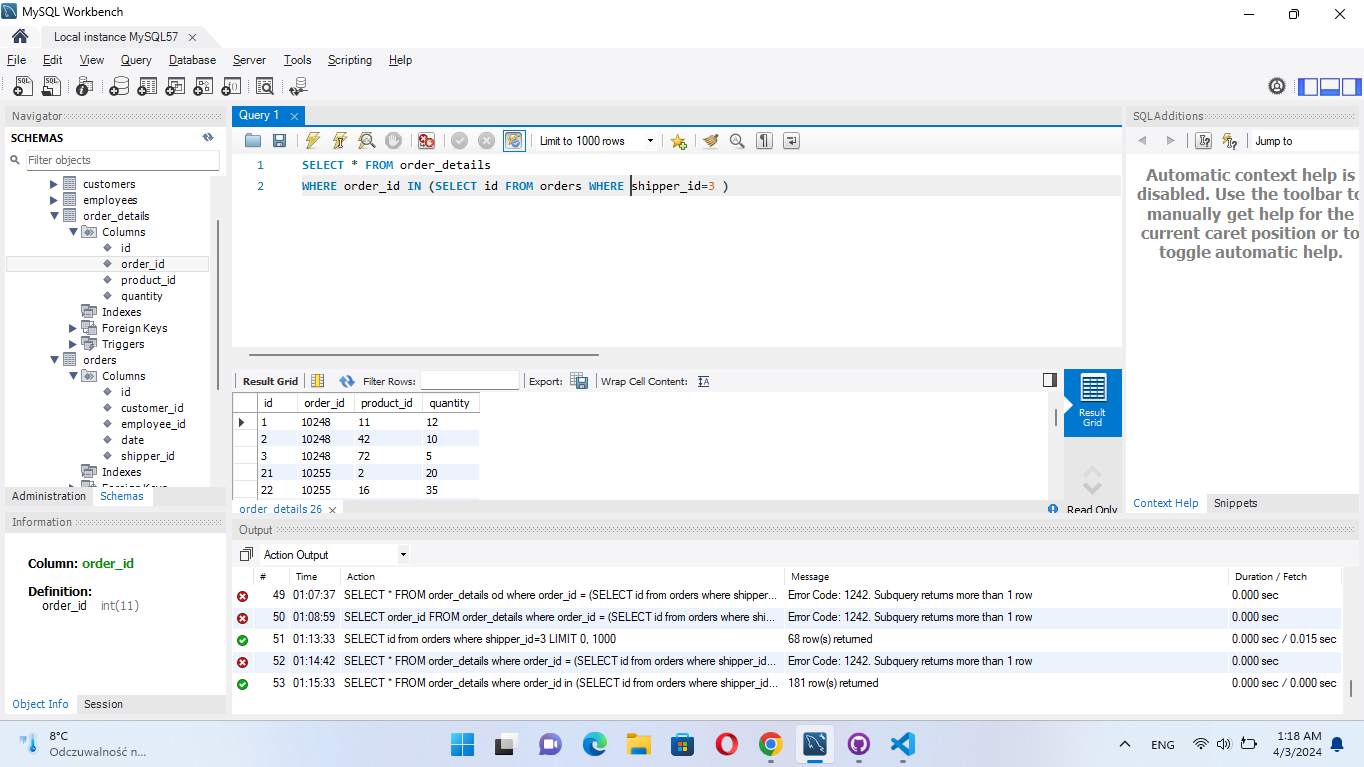 MySQL Workbench
Local instance MySQL57
File Edit View Query Database Server Tools Scripting Help
Navigator
SCHEMAS
Filter objects
customers
employees
order_details
Columns
id
order_id
product_id
quantity
Indexes
Foreign Keys
Triggers
orders
Columns
id
customer_id
employee_id
date
shipper_id
Indexes
Foreign Keys
Administration Schemas
Information
Column: order_id
Definition:
order_id int(11)
Object Info Session
Query 1
Limit to 1000 rows
1 SELECT * FROM order_details
2 WHERE order_id IN (SELECT id FROM orders WHERE shipper_id=3 )
Result Grid Filter Rows: Export: Wrap Cell Content:
id order_id product_id quantity
1 10248 11 12
2 10248 42 10
3 10248 72 5
21 10255 2 20
22 10255 16 35
Result Grid
order_details 26
Read Only
SQLAdditions
Jump to
Automatic context help is
disabled. Use the toolbar to
manually get help for the
current caret position or to
toggle automatic help.
Context Help Snippets
Output
Action Output
# Time Action Message Duration / Fetch
49 01:07:37 SELECT * FROM order_details od where order_id = (SELECT id from orders where shipper... Error Code: 1242. Subquery returns more than 1 row 0.000 sec
50 01:08:59 SELECT order_id FROM order_details where order_id = (SELECT id from orders where shi... Error Code: 1242. Subquery returns more than 1 row 0.000 sec
51 01:13:33 SELECT id from orders where shipper_id=3 LIMIT 0, 1000 68 row(s) returned 0.000 sec / 0.015 sec
52 01:14:42 SELECT * FROM order_details where order_id = (SELECT id from orders where shipper_id... Error Code: 1242. Subquery returns more than 1 row 0.000 sec
53 01:15:33 SELECT * FROM order_details where order_id in (SELECT id from orders where shipper_id... 181 row(s) returned 0.000 sec / 0.000 sec
8°C
Odczuwalność n...
ENG
1:18 AM
4/3/2024